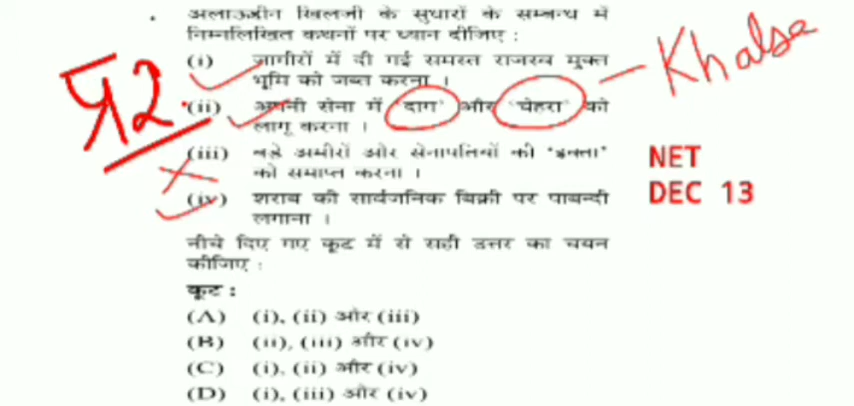 अलाउद्दीन खिलजी के सुधारों के सम्बन्ध में
निम्नलिखित कथनों पर ध्यान दीजिए :
(i) जागीरों में दी गई समस्त राजस्व मुक्त
भूमि को जब्त करना ।
(ii) अपनी सेना में 'दाग' और 'चेहरा' को
लागू करना ।
(iii) बड़े अमीरों और सेनापतियों की 'इक्ता'
को समाप्त करना ।
(iv) शराब की सार्वजनिक बिक्री पर पाबन्दी
लगाना ।
नीचे दिए गए कूट में से सही उत्तर का चयन
कीजिए :
कूट :
(A) (i), (ii) और (iii)
(B) (ii), (iii) और (iv)
(C) (i), (ii) और (iv)
(D) (i), (iii) और (iv)
प्र2
Khalsa
NET
DEC 13